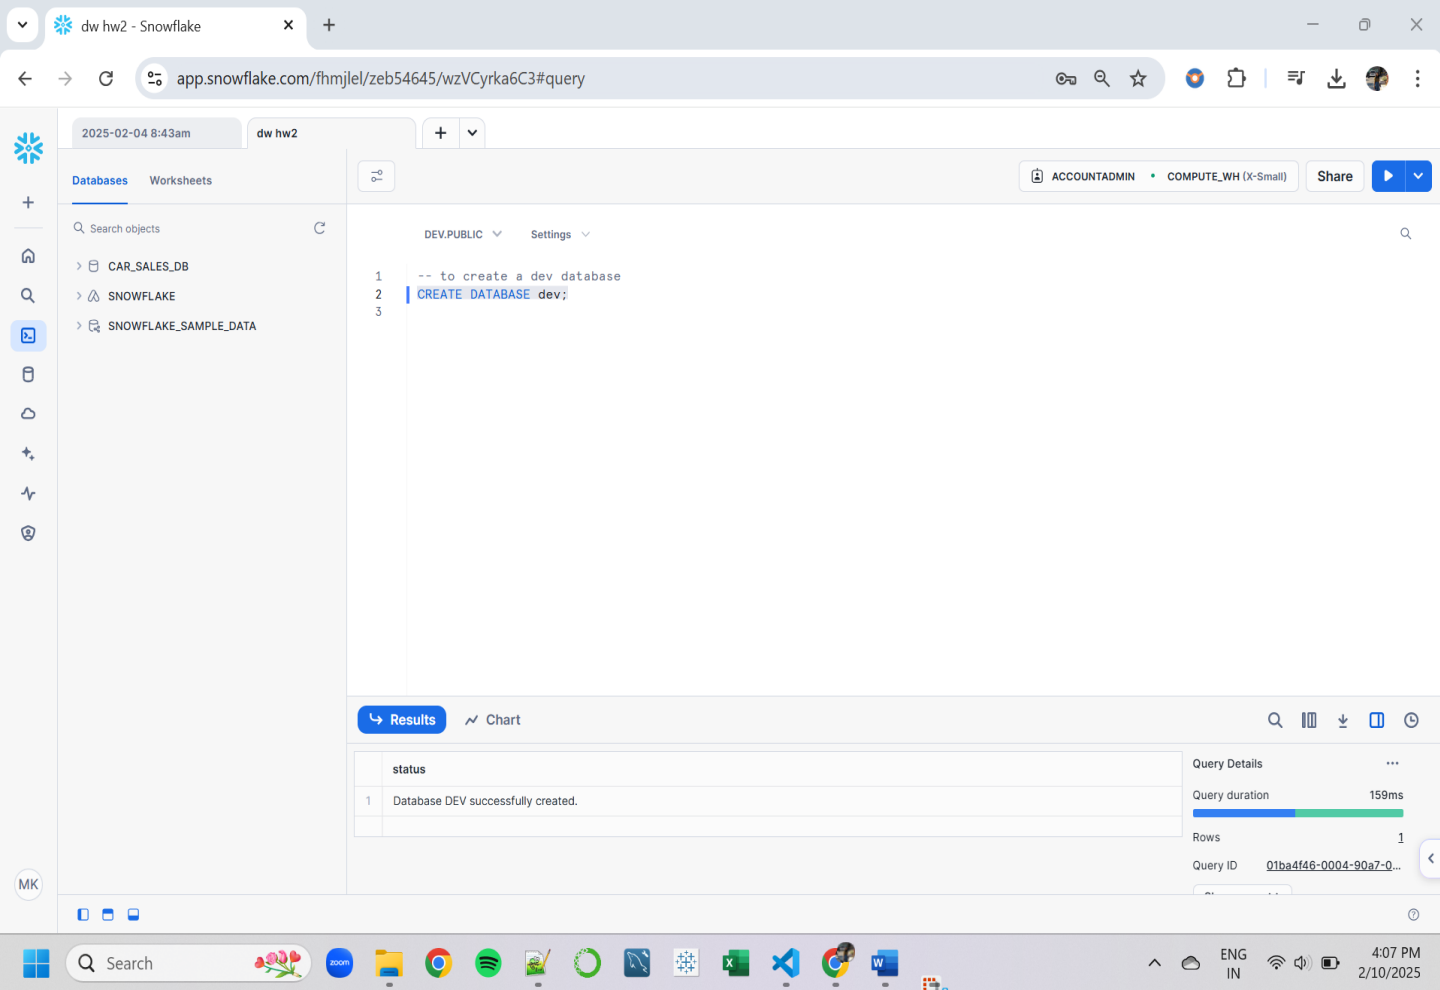 dw hw2 - Snowflake
app.snowflake.com/fhmjlel/zeb54645/wzVCyrka6C3#query
2025-02-04 8:43am
dw hw2
Databases
Worksheets
ACCOUNTADMIN
COMPUTE_WH (X-Small)
Share
Search objects
DEV.PUBLIC
Settings
CAR_SALES_DB
SNOWFLAKE
SNOWFLAKE_SAMPLE_DATA
1 -- to create a dev database
2 CREATE DATABASE dev;
3
Results
Chart
status
1 Database DEV successfully created.
Query Details
Query duration 159ms
Rows 1
Query ID 01ba4f46-0004-90a7-0...
MK
Search
zoom
ENG
IN
4:07 PM
2/10/2025